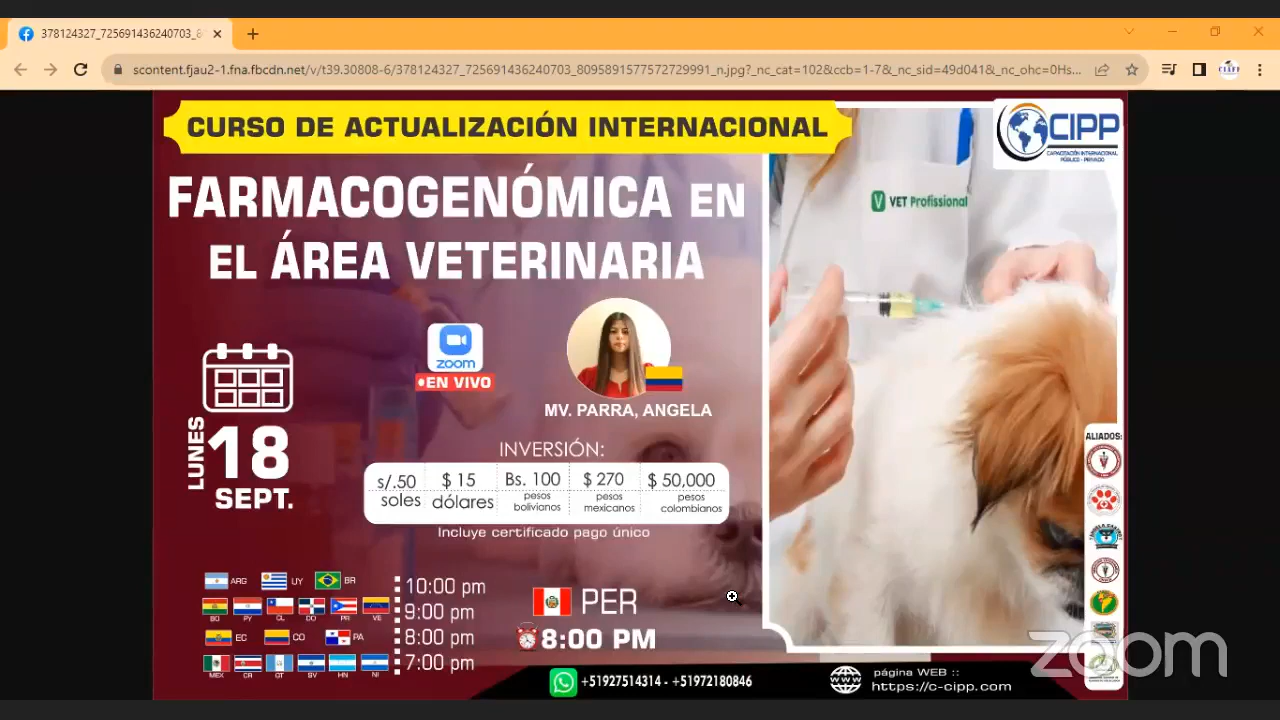 378124327_725691436240703_8
scontent.fjau2-1.fna.fbcdn.net/v/t39.30808-6/378124327_725691436240703_8095891577572729991_n.jpg?_nc_cat=102&ccb=1-7&_nc_sid=49d041&_nc_ohc=0Hs...
CURSO DE ACTUALIZACIÓN INTERNACIONAL
CIPP
CAPACITACIÓN INTERNACIONAL
PÚBLICO - PRIVADO
FARMACOGENÓMICA EN
EL ÁREA VETERINARIA
VET Profissional
zoom
•EN VIVO
MV. PARRA, ANGELA
LUNES
18
SEPT.
INVERSIÓN:
s/.50 soles
$ 15 dólares
Bs. 100 pesos bolivianos
$ 270 pesos mexicanos
$ 50,000 pesos colombianos
Incluye certificado pago único
ALIADOS:
ARG UY BR 10:00 pm
BO PY CL DO PR VE 9:00 pm
EC CO PA 8:00 pm
MEX CR GT SV HN NI 7:00 pm
PER
8:00 PM
+51927514314 - +51972180846
página WEB ::
https://c-cipp.com
zoom